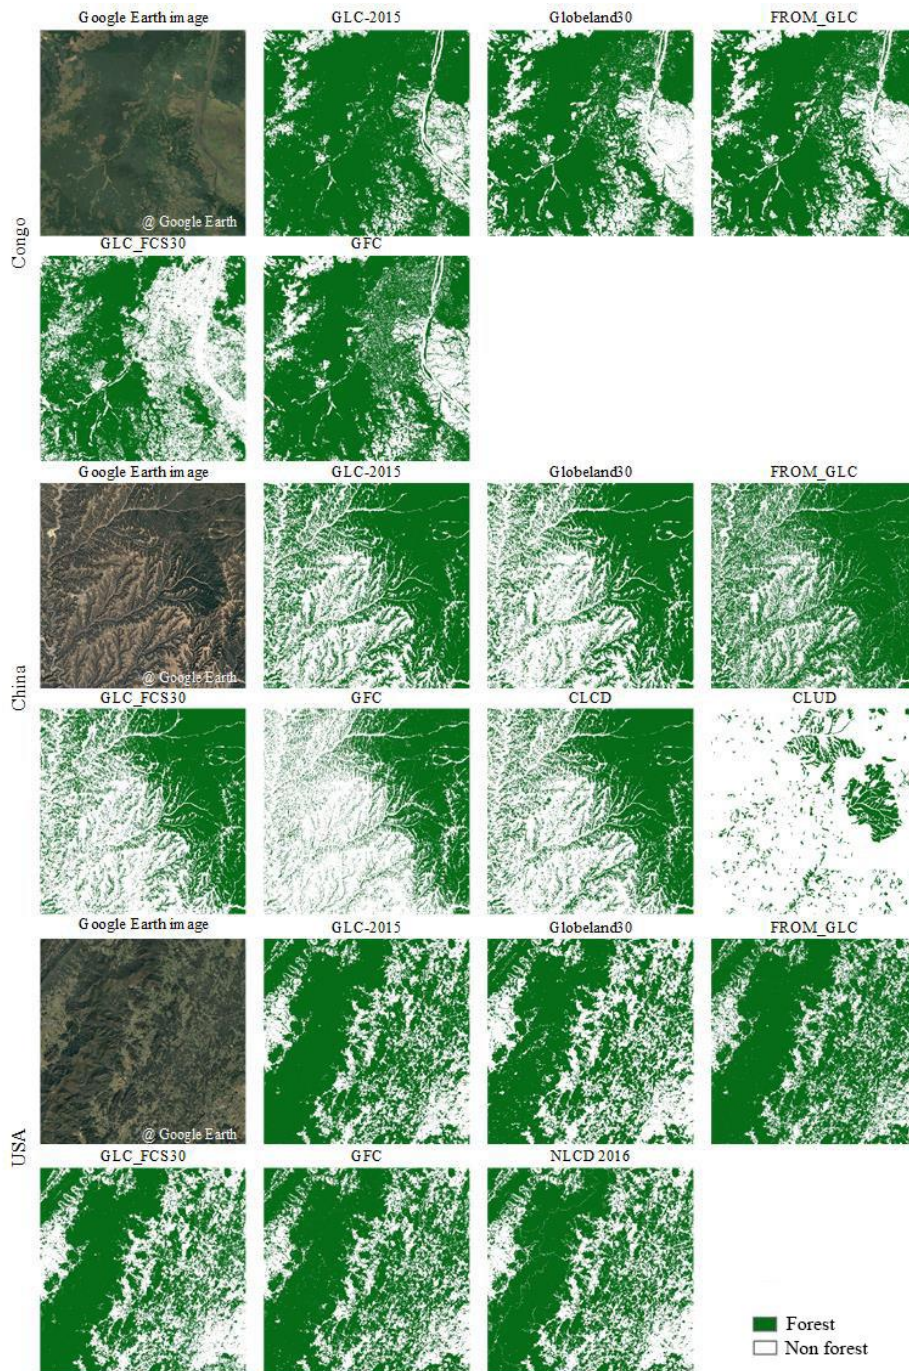 Google Earth image GLC-2015 Globeland30 FROM_GLC
@ Google Earth
Congo
GLC_FCS30 GFC
Google Earth image GLC-2015 Globeland30 FROM_GLC
@ Google Earth
China
GLC_FCS30 GFC CLCD CLUD
Google Earth image GLC-2015 Globeland30 FROM_GLC
@ Google Earth
USA
GLC_FCS30 GFC NLCD 2016
Forest
Non forest